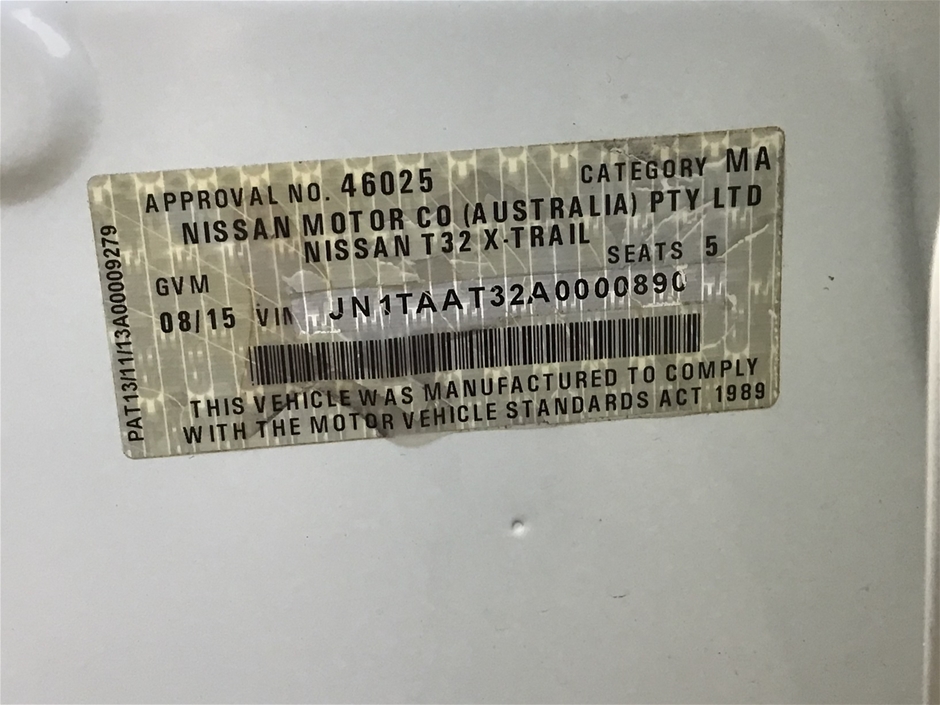 APPROVAL NO. 46025 CATEGORY MA
NISSAN MOTOR CO (AUSTRALIA) PTY LTD
NISSAN T32 X-TRAIL
SEATS 5
GVM
08/15 VIN JN1TAAT32A0000890
THIS VEHICLE WAS MANUFACTURED TO COMPLY
WITH THE MOTOR VEHICLE STANDARDS ACT 1989
PAT13/11/13A00009279